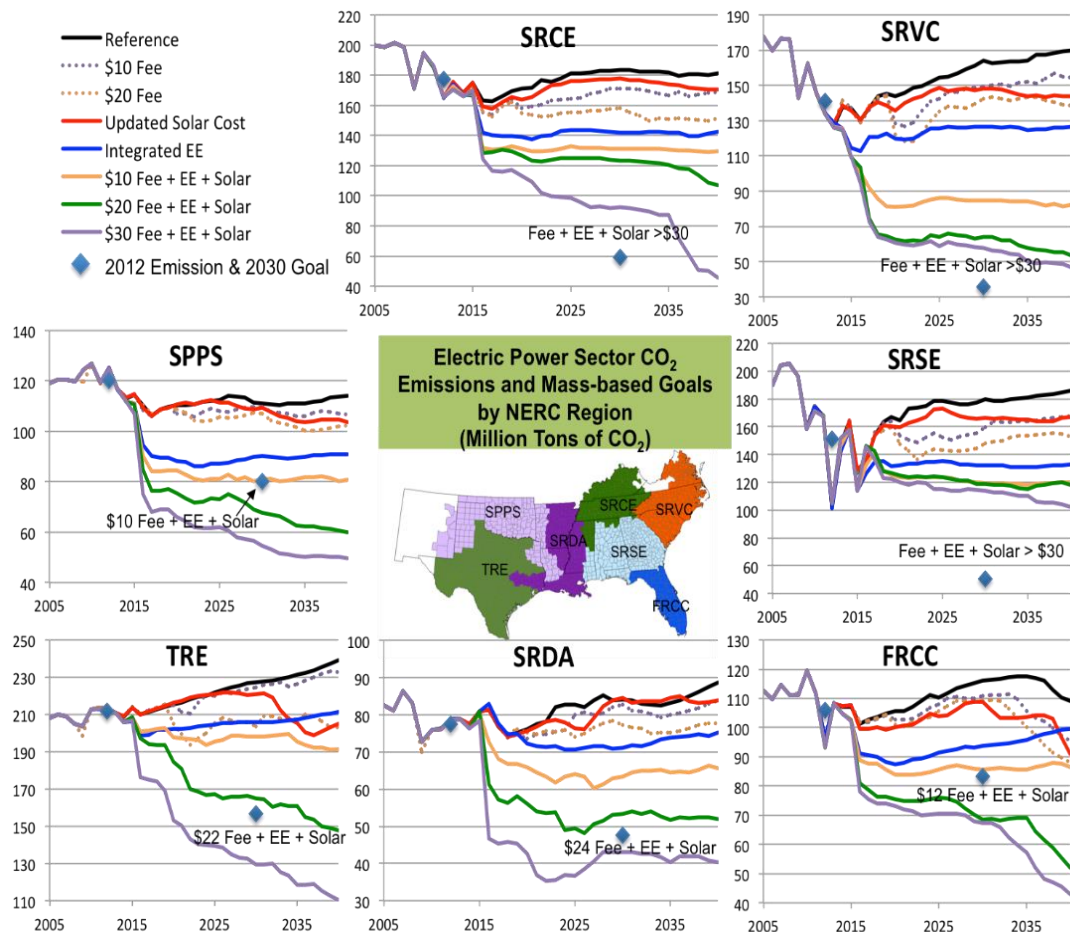 Reference
$10 Fee
$20 Fee
Updated Solar Cost
Integrated EE
$10 Fee + EE + Solar
$20 Fee + EE + Solar
$30 Fee + EE + Solar
2012 Emission & 2030 Goal
SRCE
220
200
180
160
140
120
100
80
60
40
2005
2015
2025
2035
Fee + EE + Solar >$30
SRVC
190
170
150
130
110
90
70
50
30
2005
2015
2025
2035
Fee + EE + Solar >$30
SPPS
140
120
100
80
60
40
2005
2015
2025
2035
$10 Fee + EE + Solar
Electric Power Sector CO2
Emissions and Mass-based Goals
by NERC Region
(Million Tons of CO2)
SPPS
SRCE
SRVC
SRDA
SRSE
TRE
FRCC
SRSE
220
200
180
160
140
120
100
80
60
40
2005
2015
2025
2035
Fee + EE + Solar > $30
TRE
250
230
210
190
170
150
130
110
2005
2015
2025
2035
$22 Fee + EE + Solar
SRDA
100
90
80
70
60
50
40
30
2005
2015
2025
2035
$24 Fee + EE + Solar
FRCC
130
120
110
100
90
80
70
60
50
40
2005
2015
2025
2035
$12 Fee + EE + Solar